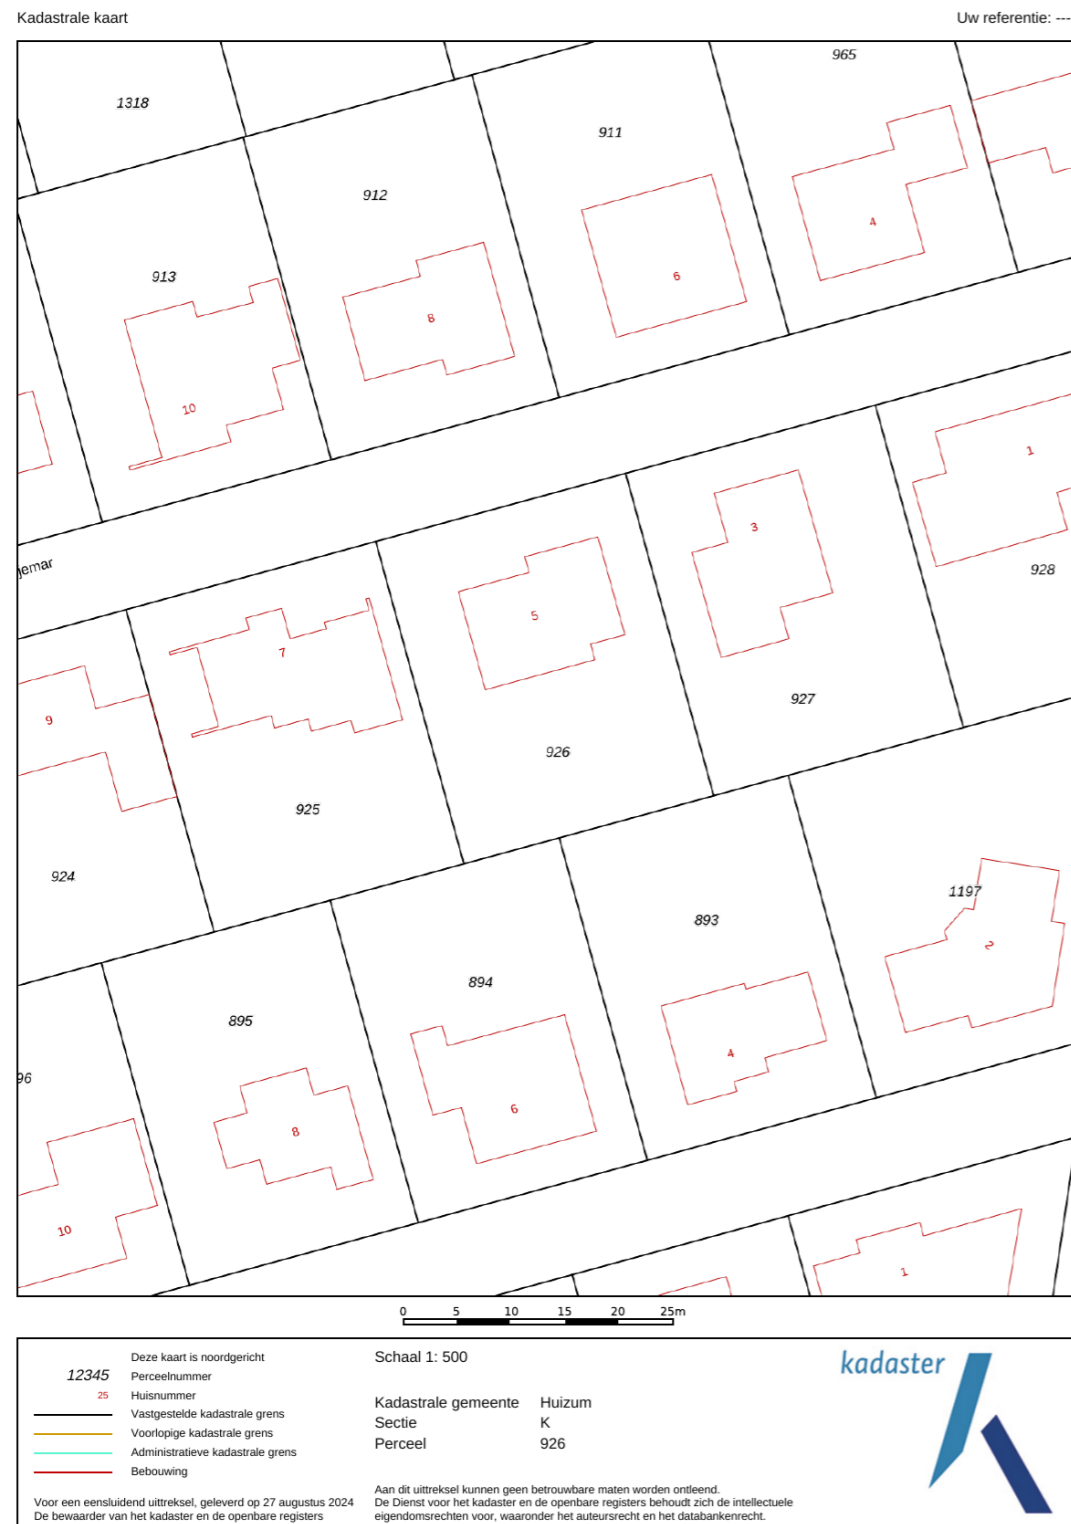 Kadastrale kaart
Uw referentie: ---
965
1318
911
912
4
913
6
8
10
1
3
jemar
928
5
7
927
9
926
925
924
1197
893
2
894
895
4
96
6
8
10
1
0 5 10 15 20 25m
Deze kaart is noordgericht
12345 Perceelnummer
25 Huisnummer
Vastgestelde kadastrale grens
Voorlopige kadastrale grens
Administratieve kadastrale grens
Bebouwing
Voor een eensluidend uittreksel, geleverd op 27 augustus 2024
De bewaarder van het kadaster en de openbare registers
Schaal 1: 500
Kadastrale gemeente Huizum
Sectie K
Perceel 926
Aan dit uittreksel kunnen geen betrouwbare maten worden ontleend.
De Dienst voor het kadaster en de openbare registers behoudt zich de intellectuele
eigendomsrechten voor, waaronder het auteursrecht en het databankenrecht.
kadaster